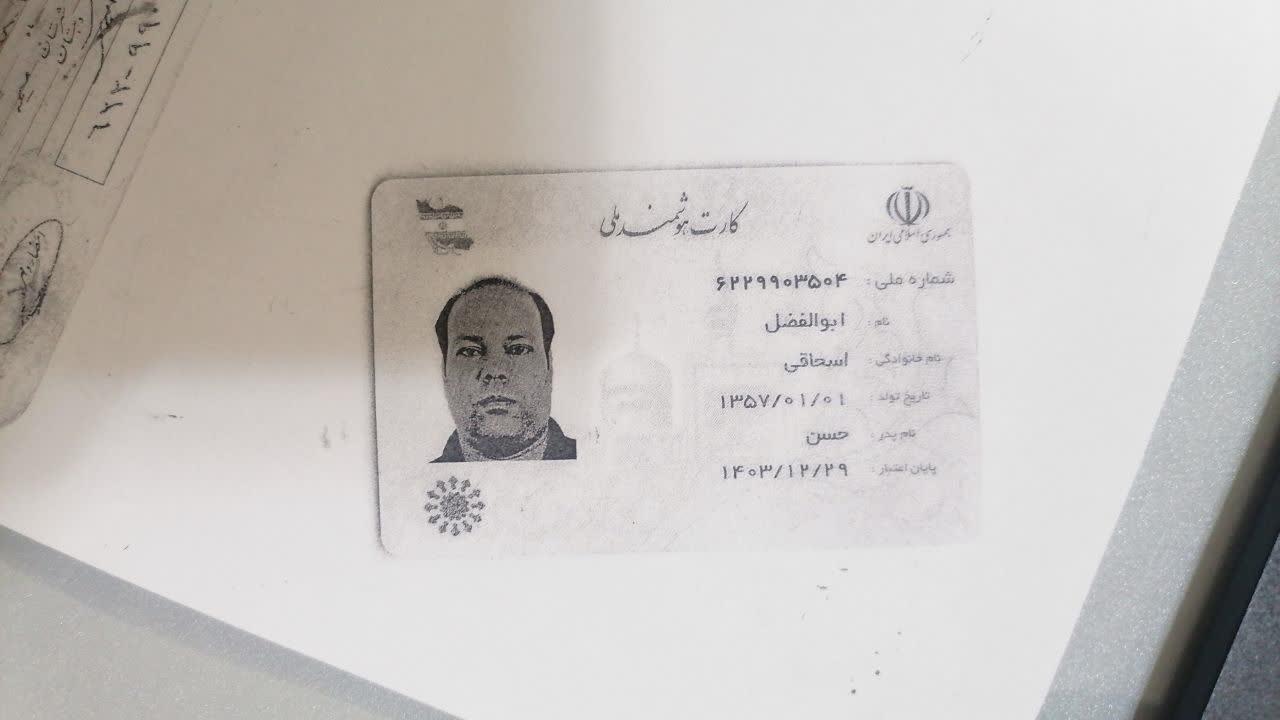 کارت هوشمند ملی
جمهوری اسلامی ایران
شماره ملی : ۶۲۲۹۹۰۳۵۰۴
نام : ابوالفضل
نام خانوادگی : اسحاقی
تاریخ تولد : ۱۳۵۷/۰۱/۰۱
نام پدر : حسن
پایان اعتبار : ۱۴۰۳/۱۲/۲۹